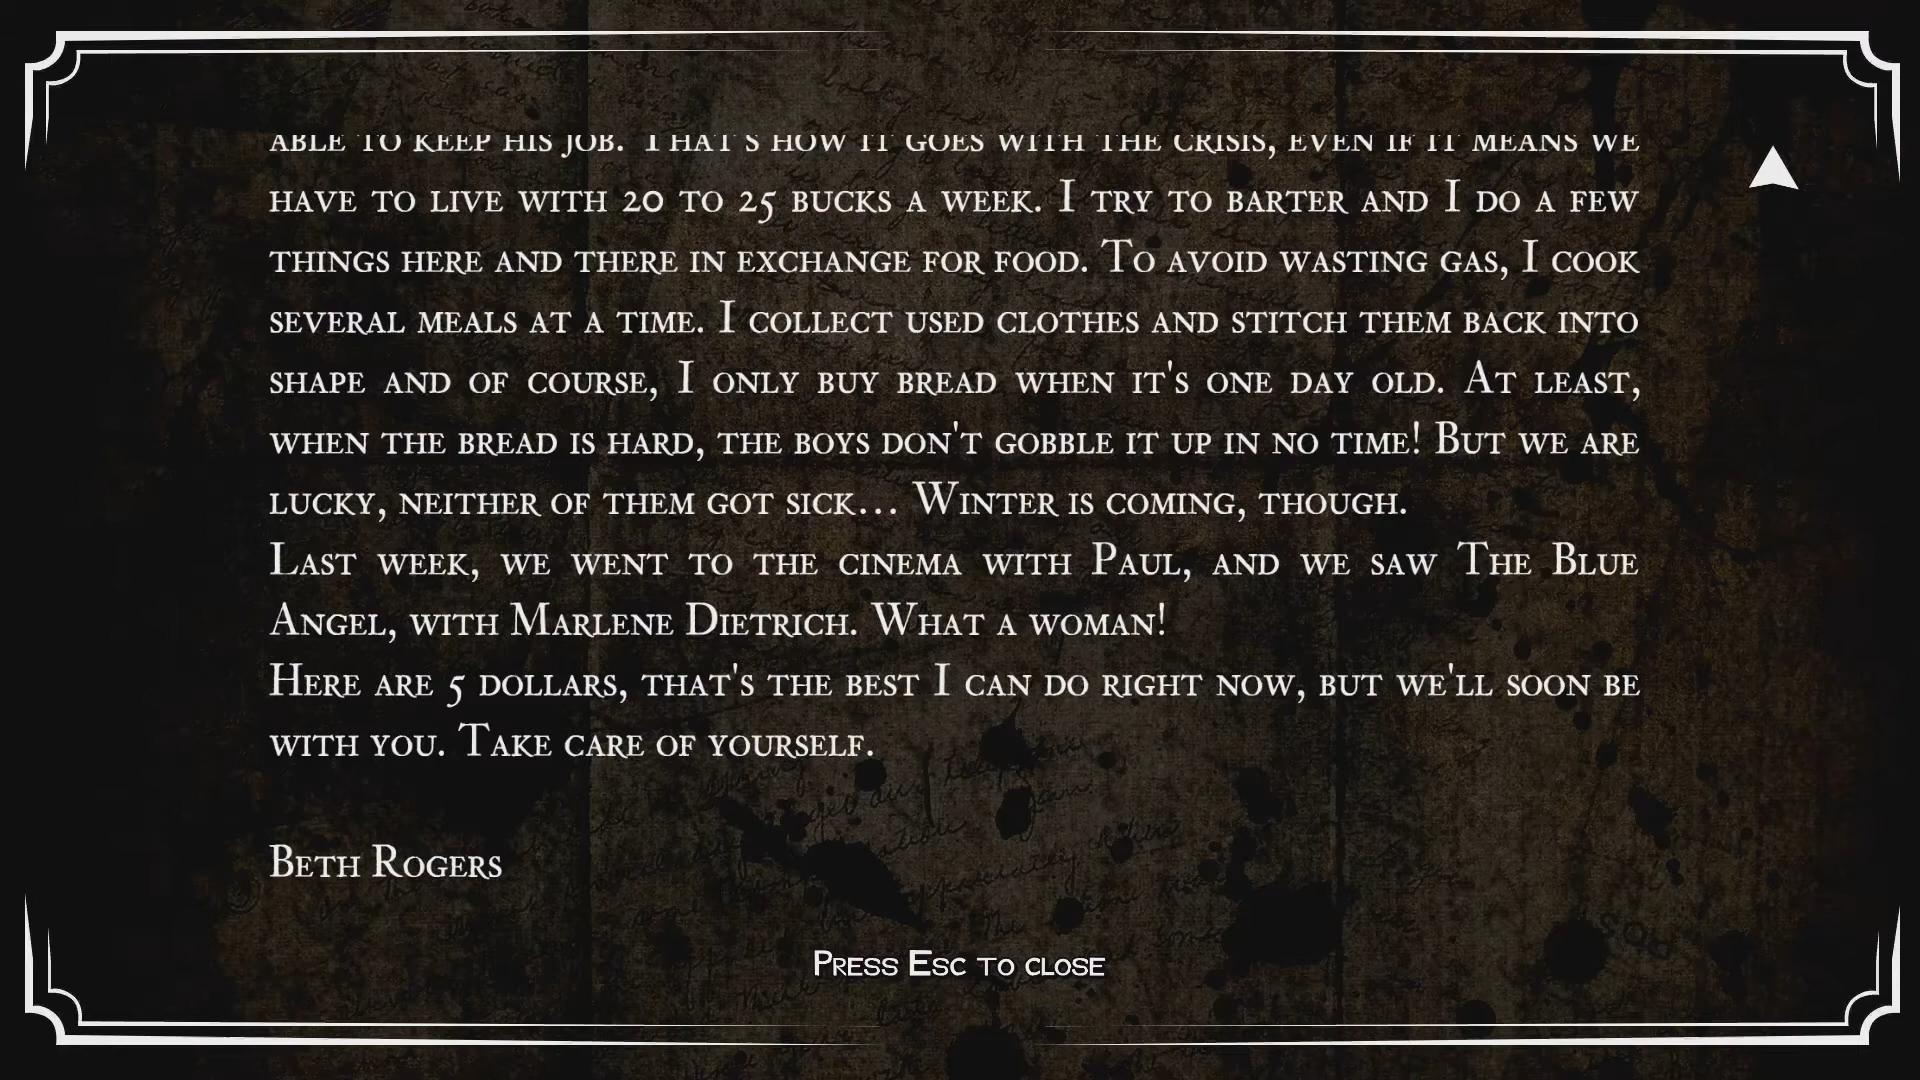 able to keep his job. That's how it goes with the crisis, even if it means we
have to live with 20 to 25 bucks a week. I try to barter and I do a few
things here and there in exchange for food. To avoid wasting gas, I cook
several meals at a time. I collect used clothes and stitch them back into
shape and of course, I only buy bread when it's one day old. At least,
when the bread is hard, the boys don't gobble it up in no time! But we are
lucky, neither of them got sick... Winter is coming, though.
Last week, we went to the cinema with Paul, and we saw The Blue
Angel, with Marlene Dietrich. What a woman!
Here are 5 dollars, that's the best I can do right now, but we'll soon be
with you. Take care of yourself.
Beth Rogers
Press Esc to close